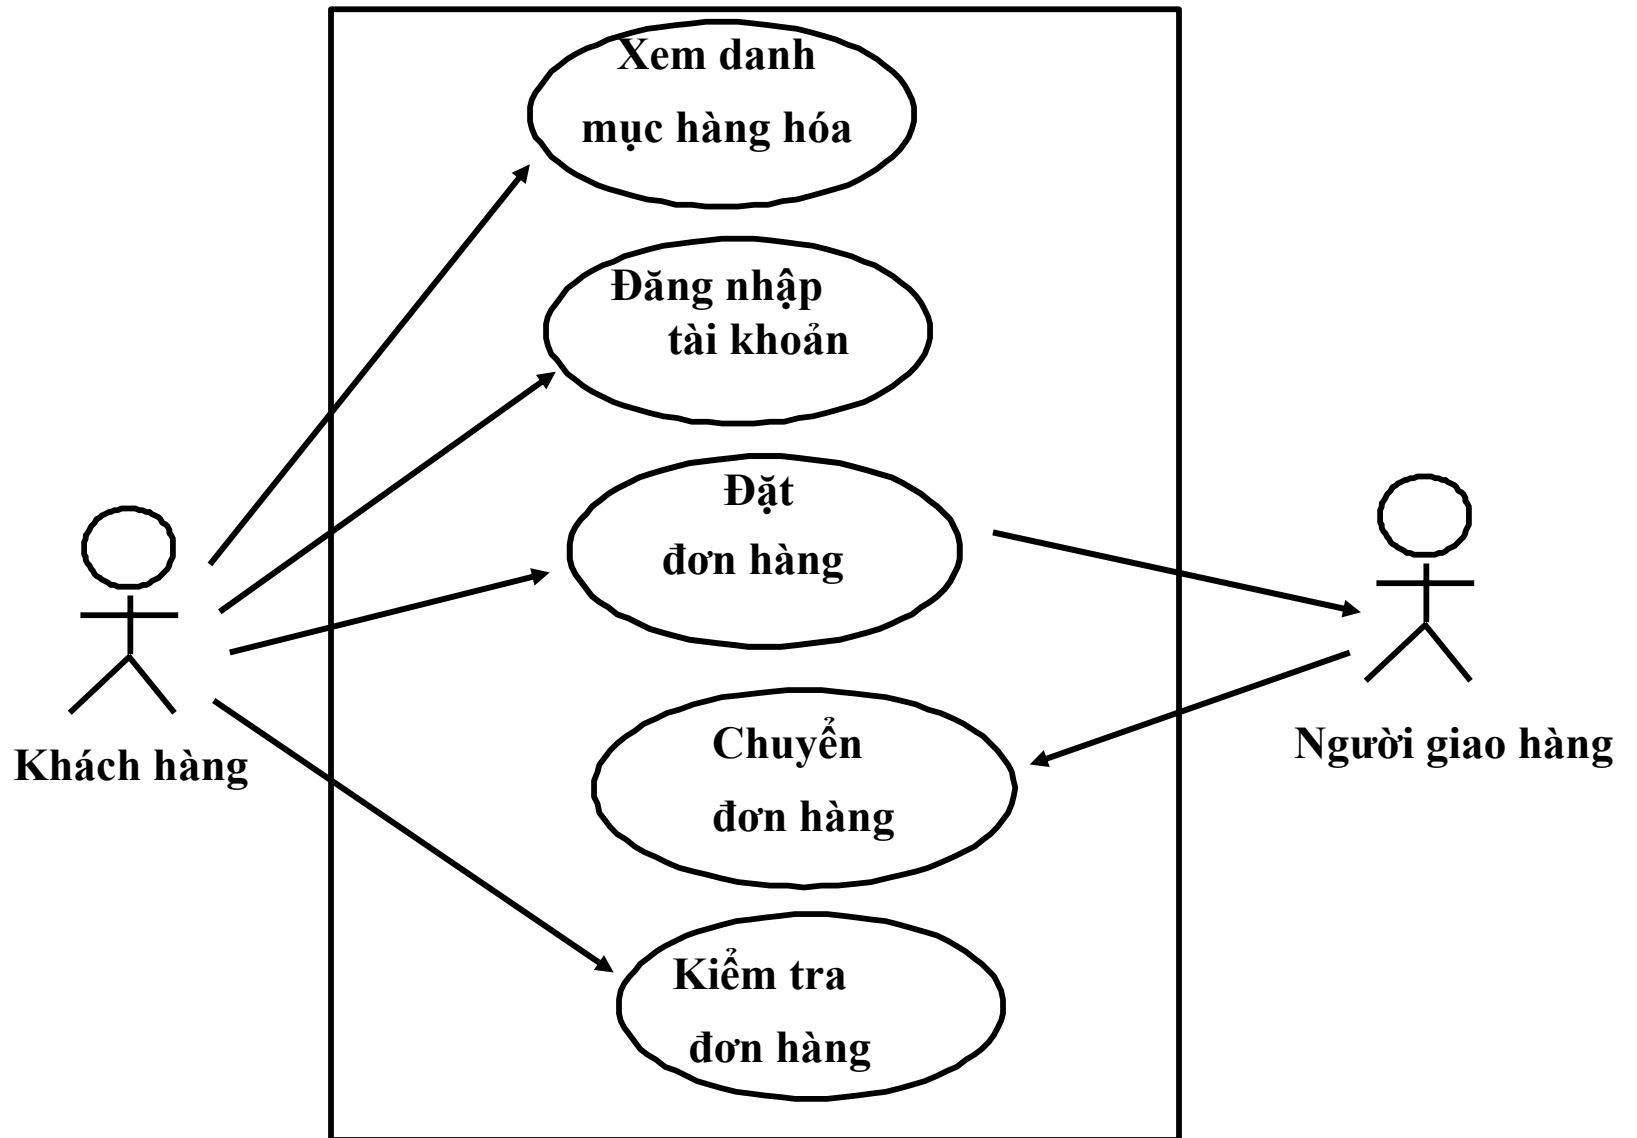 Xem danh
mục hàng hóa
Đăng nhập
tài khoản
Đặt
đơn hàng
Chuyển
đơn hàng
Kiểm tra
đơn hàng
Khách hàng
Người giao hàng